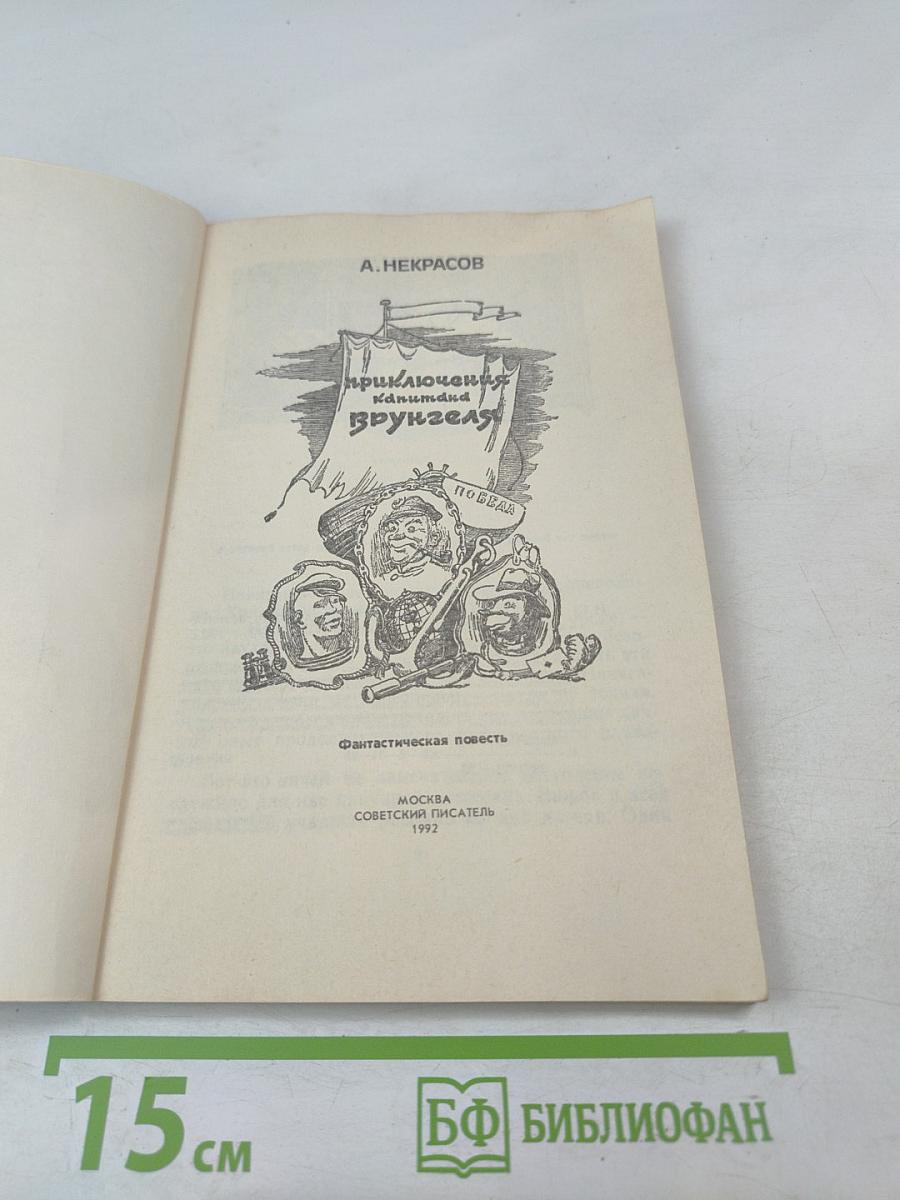 А. НЕКРАСОВ
приключения
капитана
Врунгеля
ПОБЕДА
Фантастическая повесть
МОСКВА
СОВЕТСКИЙ ПИСАТЕЛЬ
1992
15 см
БФ БИБЛИОФАН